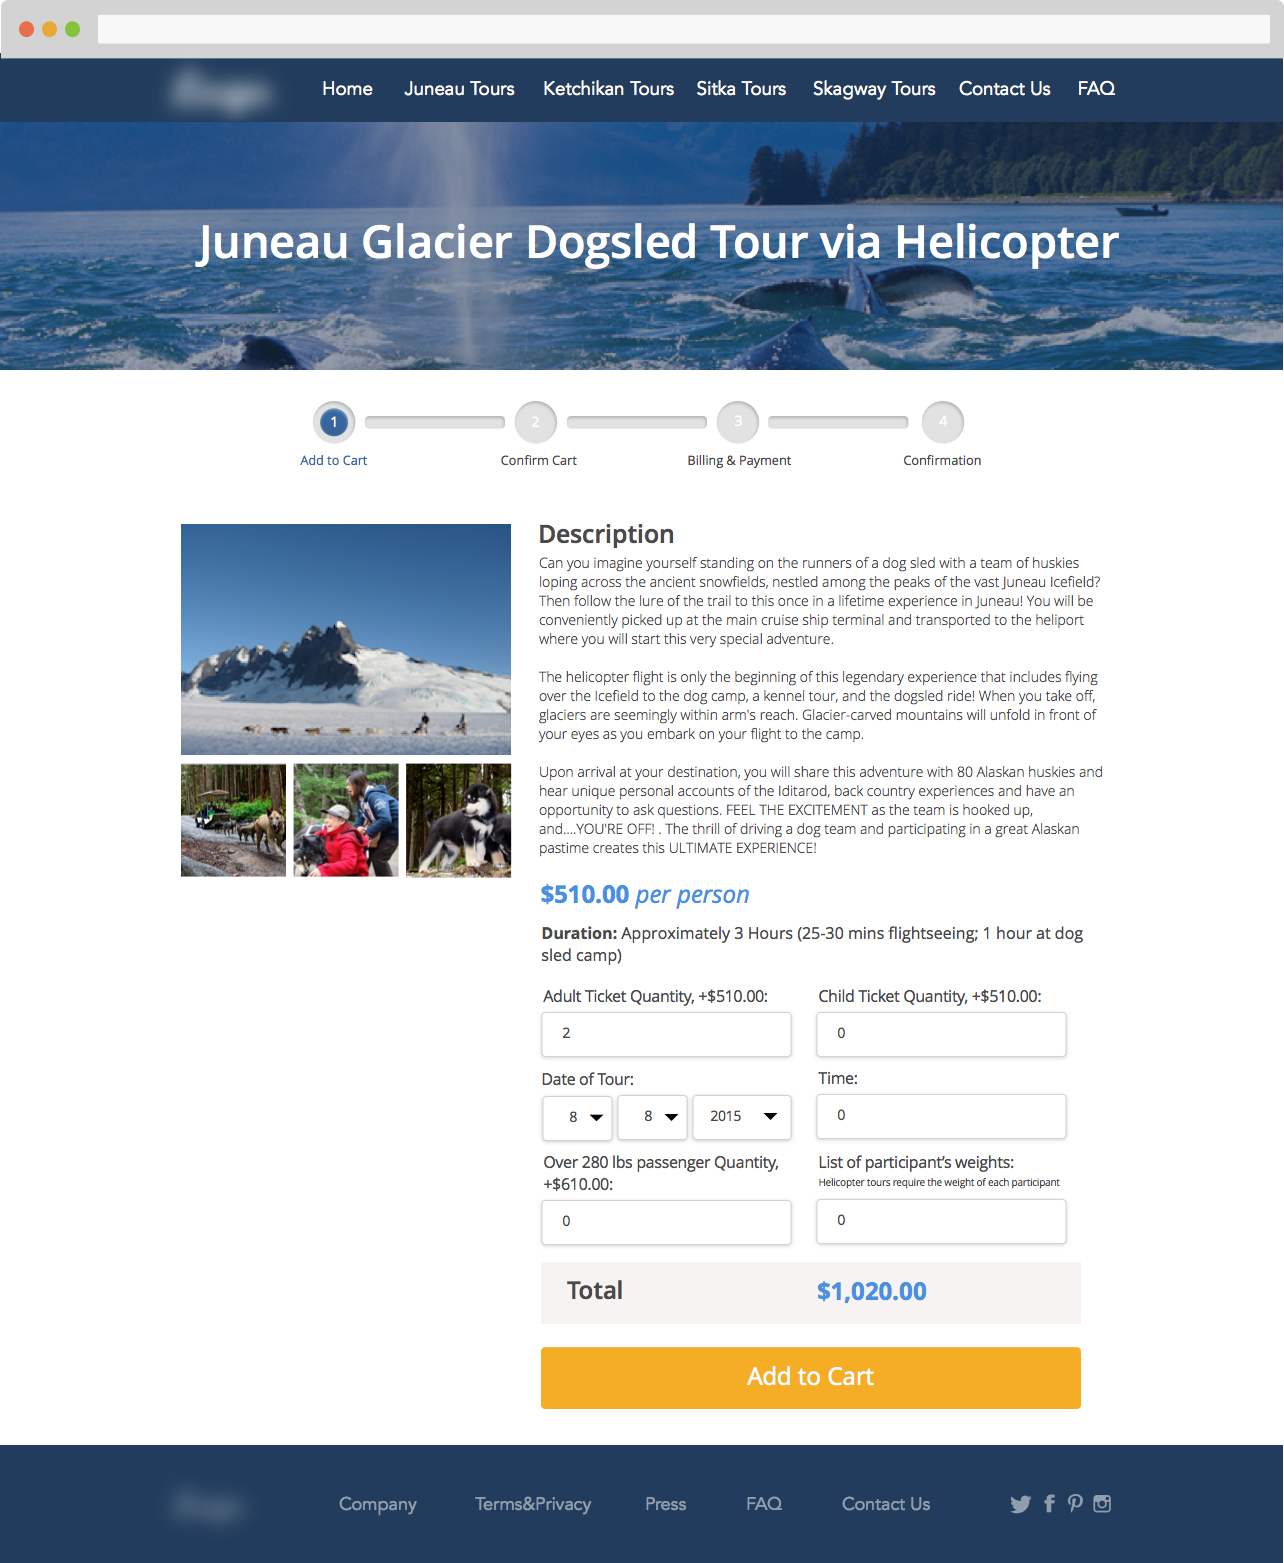 Home Juneau Tours Ketchikan Tours Sitka Tours Skagway Tours Contact Us FAQ
Juneau Glacier Dogsled Tour via Helicopter
1 2 3 4
Add to Cart Confirm Cart Billing & Payment Confirmation
Description
Can you imagine yourself standing on the runners of a dog sled with a team of huskies
loping across the ancient snowfields, nestled among the peaks of the vast Juneau Icefield?
Then follow the lure of the trail to this once in a lifetime experience in Juneau! You will be
conveniently picked up at the main cruise ship terminal and transported to the heliport
where you will start this very special adventure.
The helicopter flight is only the beginning of this legendary experience that includes flying
over the Icefield to the dog camp, a kennel tour, and the dogsled ride! When you take off,
glaciers are seemingly within arm's reach. Glacier-carved mountains will unfold in front of
your eyes as you embark on your flight to the camp.
Upon arrival at your destination, you will share this adventure with 80 Alaskan huskies and
hear unique personal accounts of the Iditarod, back country experiences and have an
opportunity to ask questions. FEEL THE EXCITEMENT as the team is hooked up,
and....YOU'RE OFF! . The thrill of driving a dog team and participating in a great Alaskan
pastime creates this ULTIMATE EXPERIENCE!
$510.00 per person
Duration: Approximately 3 Hours (25-30 mins flightseeing; 1 hour at dog
sled camp)
Adult Ticket Quantity, +$510.00: Child Ticket Quantity, +$510.00:
2 0
Date of Tour: Time:
8 8 2015 0
Over 280 lbs passenger Quantity,
+$610.00:
0
List of participant’s weights:
Helicopter tours require the weight of each participant
0
Total $1,020.00
Add to Cart
Company Terms&Privacy Press FAQ Contact Us